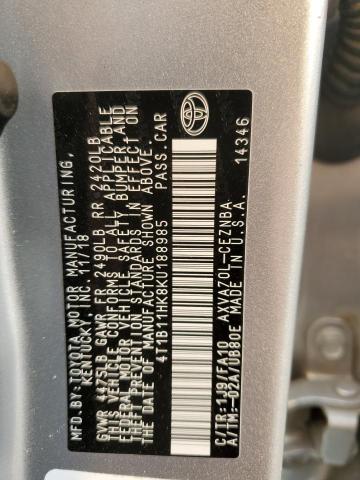 MFD.BY:TOYOTA MOTOR MANUFACTURING,
KENTUCKY, INC. 11/18
GVWR 4475LB GAWR FR 2490LB RR 2420LB
THIS VEHICLE CONFORMS TO ALL APPLICABLE
FEDERAL MOTOR VEHICLE SAFETY, BUMPER, AND
THEFT PREVENTION STANDARDS IN EFFECT
ON THE DATE OF MANUFACTURE SHOWN ABOVE.
4T1B11HK8KU188985 PASS.CAR
C/TR:1J9/FA10 AXVA70L-CEZNBA
A/TM:-02A/UB80E MADE IN U.S.A.
14346